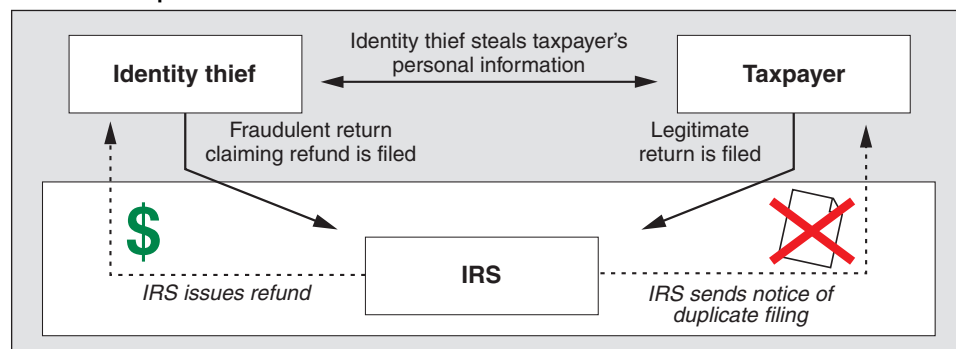 Identity thief steals taxpayer's
personal information
Identity thief
Taxpayer
Fraudulent return
claiming refund is filed
Legitimate
return is filed
$
IRS
IRS issues refund
IRS sends notice of
duplicate filing